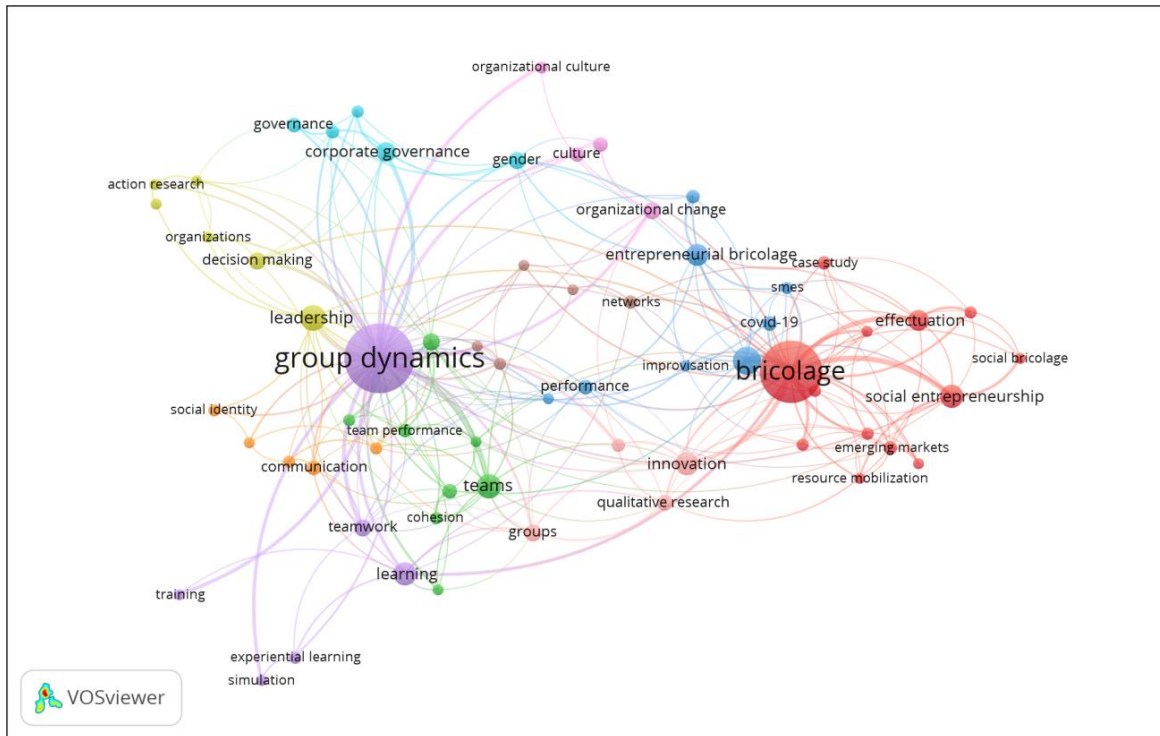 organizational culture
governance
corporate governance
gender
culture
action research
organizational change
organizations
decision making
entrepreneurial bricolage
case study
smes
networks
leadership
covid-19
effectuation
group dynamics
social bricolage
improvisation
bricolage
performance
social entrepreneurship
social identity
team performance
emerging markets
communication
innovation
resource mobilization
teams
qualitative research
cohesion
teamwork
groups
learning
training
experiential learning
simulation
VOSviewer